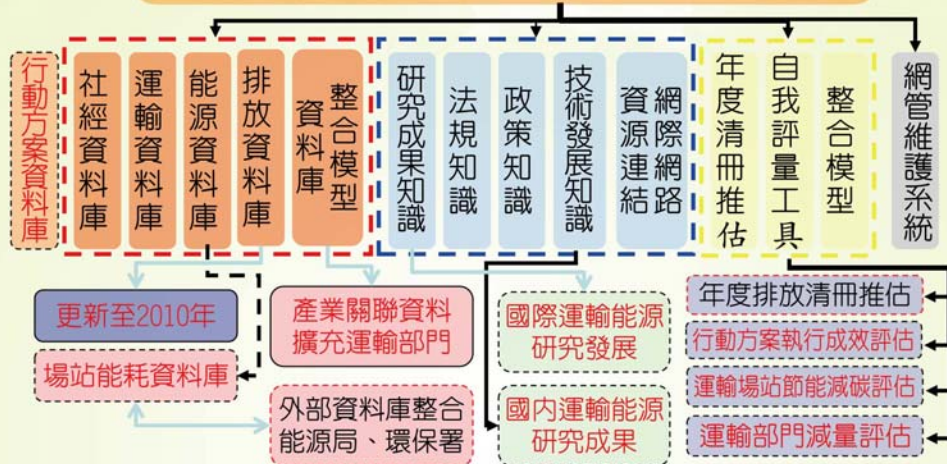 行動方案資料庫
社經資料庫
運輸資料庫
能源資料庫
排放資料庫
整合模型
資料庫
研究成果知識
法規知識
政策知識
技術發展知識
網際網路
資源連結
年度清冊推估
自我評量工具
整合模型
網管維護系統
更新至2010年
場站能耗資料庫
產業關聯資料
擴充運輸部門
外部資料庫整合
能源局、環保署
國際運輸能源
研究發展
國內運輸能源
研究成果
年度排放清冊推估
行動方案執行成效評估
運輸場站節能減碳評估
運輸部門減量評估